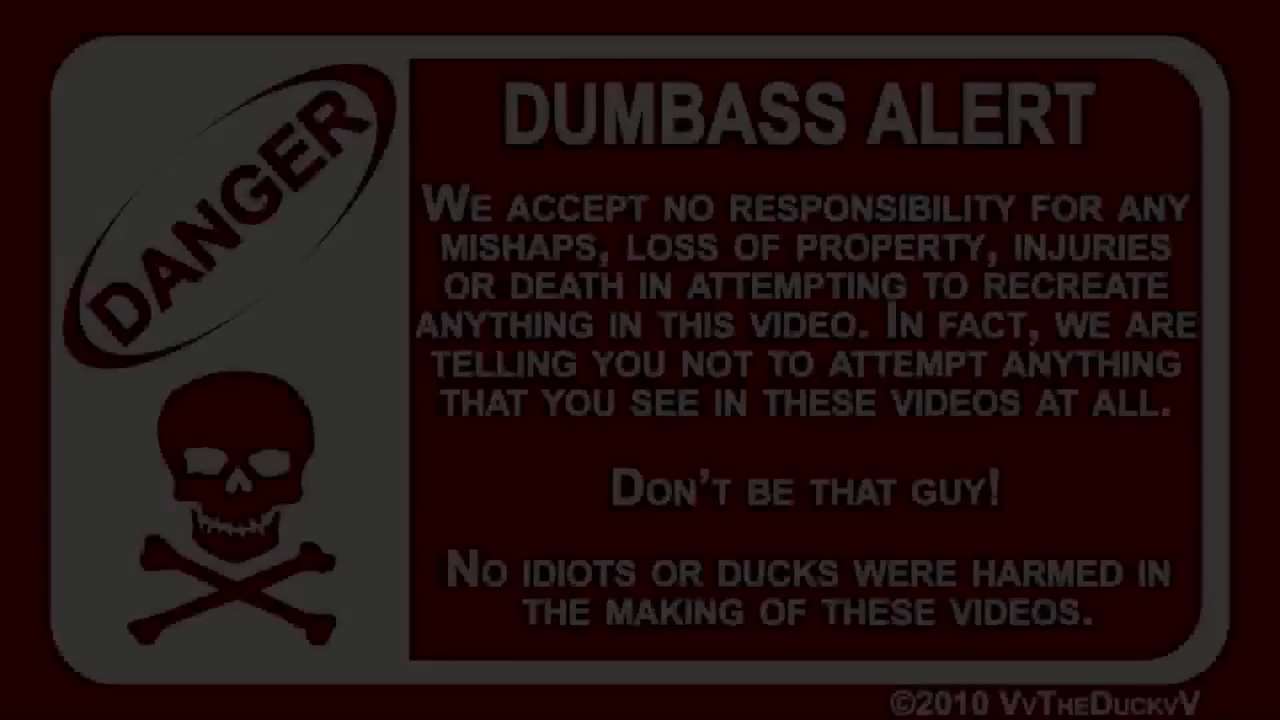 DANGER
DUMBASS ALERT
WE ACCEPT NO RESPONSIBILITY FOR ANY
MISHAPS, LOSS OF PROPERTY, INJURIES
OR DEATH IN ATTEMPTING TO RECREATE
ANYTHING IN THIS VIDEO. IN FACT, WE ARE
TELLING YOU NOT TO ATTEMPT ANYTHING
THAT YOU SEE IN THESE VIDEOS AT ALL.
DON'T BE THAT GUY!
NO IDIOTS OR DUCKS WERE HARMED IN
THE MAKING OF THESE VIDEOS.
©2010 VVTHEDUCKVV